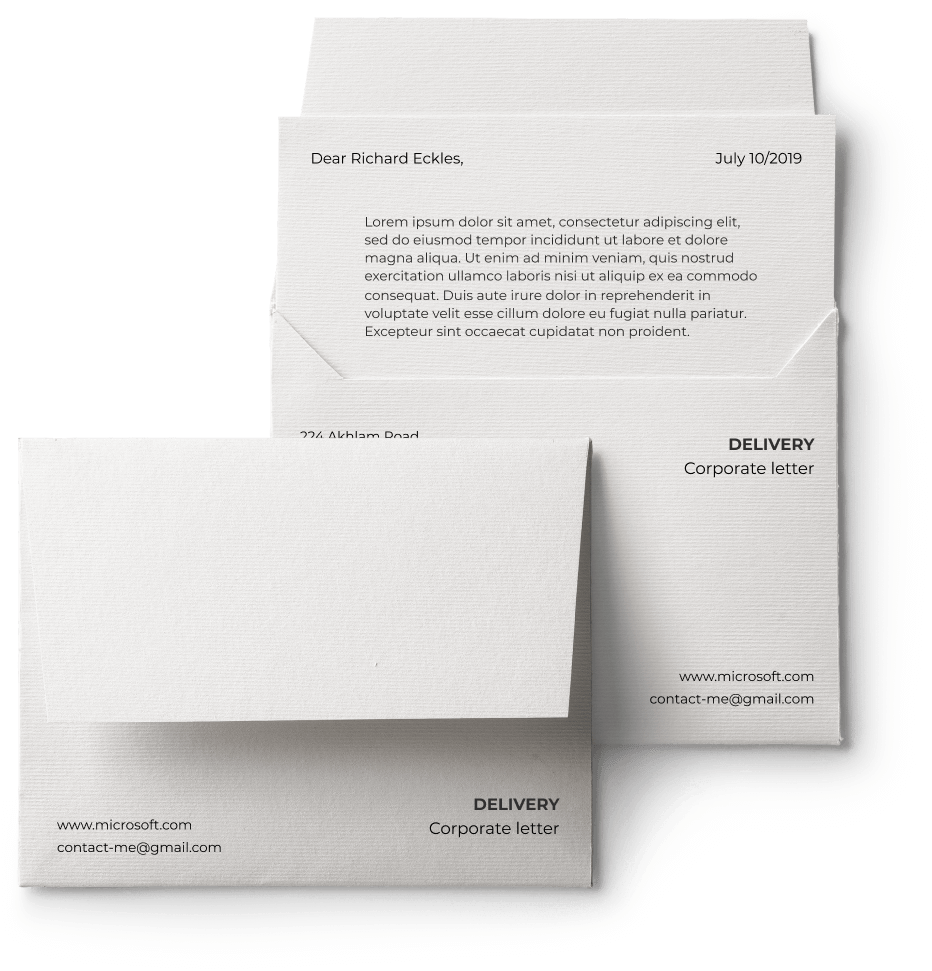 Dear Richard Eckles,
July 10/2019
Lorem ipsum dolor sit amet, consectetur adipiscing elit,
sed do eiusmod tempor incididunt ut labore et dolore
magna aliqua. Ut enim ad minim veniam, quis nostrud
exercitation ullamco laboris nisi ut aliquip ex ea commodo
consequat. Duis aute irure dolor in reprehenderit in
voluptate velit esse cillum dolore eu fugiat nulla pariatur.
Excepteur sint occaecat cupidatat non proident.
224 Akhlam Road
DELIVERY
Corporate letter
www.microsoft.com
contact-me@gmail.com
DELIVERY
Corporate letter
www.microsoft.com
contact-me@gmail.com